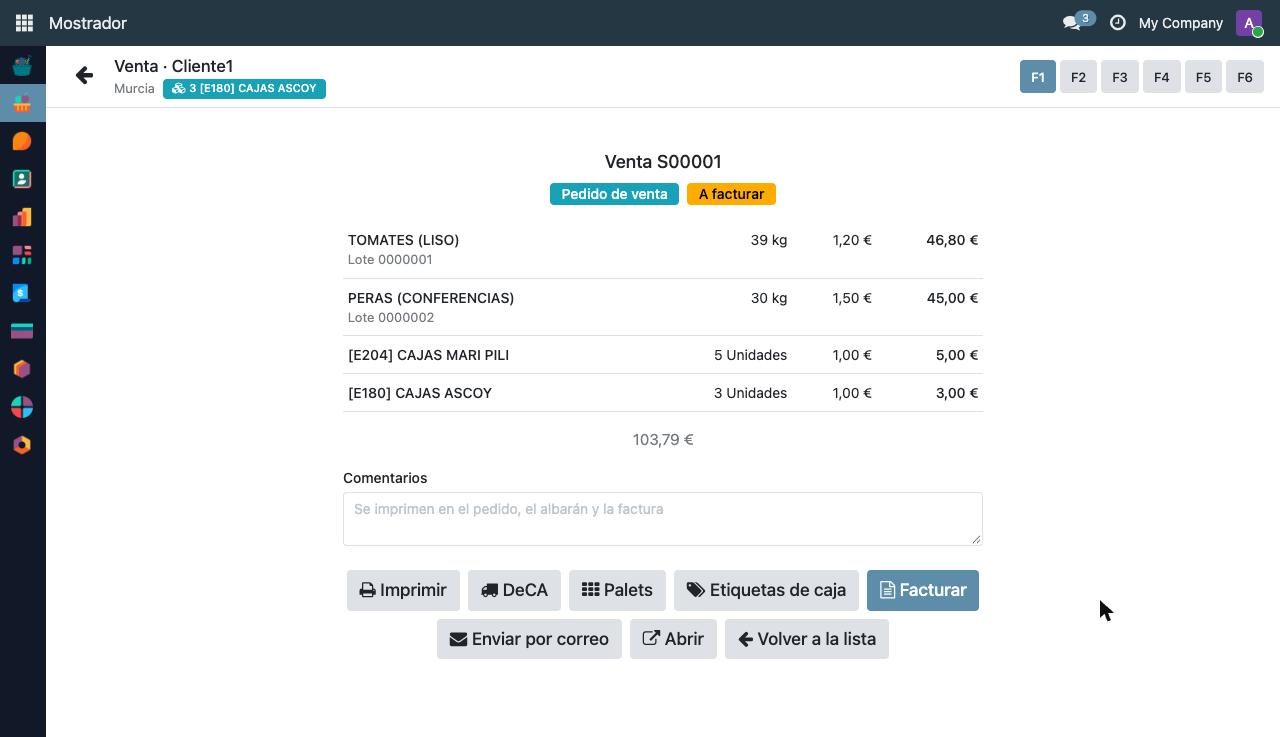 Mostrador
3
My Company
A
Venta · Cliente1
Murcia
3 [E180] CAJAS ASCOY
F1 F2 F3 F4 F5 F6
Venta S00001
Pedido de venta
A facturar
TOMATES (LISO) 39 kg 1,20 € 46,80 €
Lote 0000001
PERAS (CONFERENCIAS) 30 kg 1,50 € 45,00 €
Lote 0000002
[E204] CAJAS MARI PILI 5 Unidades 1,00 € 5,00 €
[E180] CAJAS ASCOY 3 Unidades 1,00 € 3,00 €
103,79 €
Comentarios
Se imprimen en el pedido, el albarán y la factura
Imprimir DeCA Palets Etiquetas de caja Facturar
Enviar por correo Abrir Volver a la lista